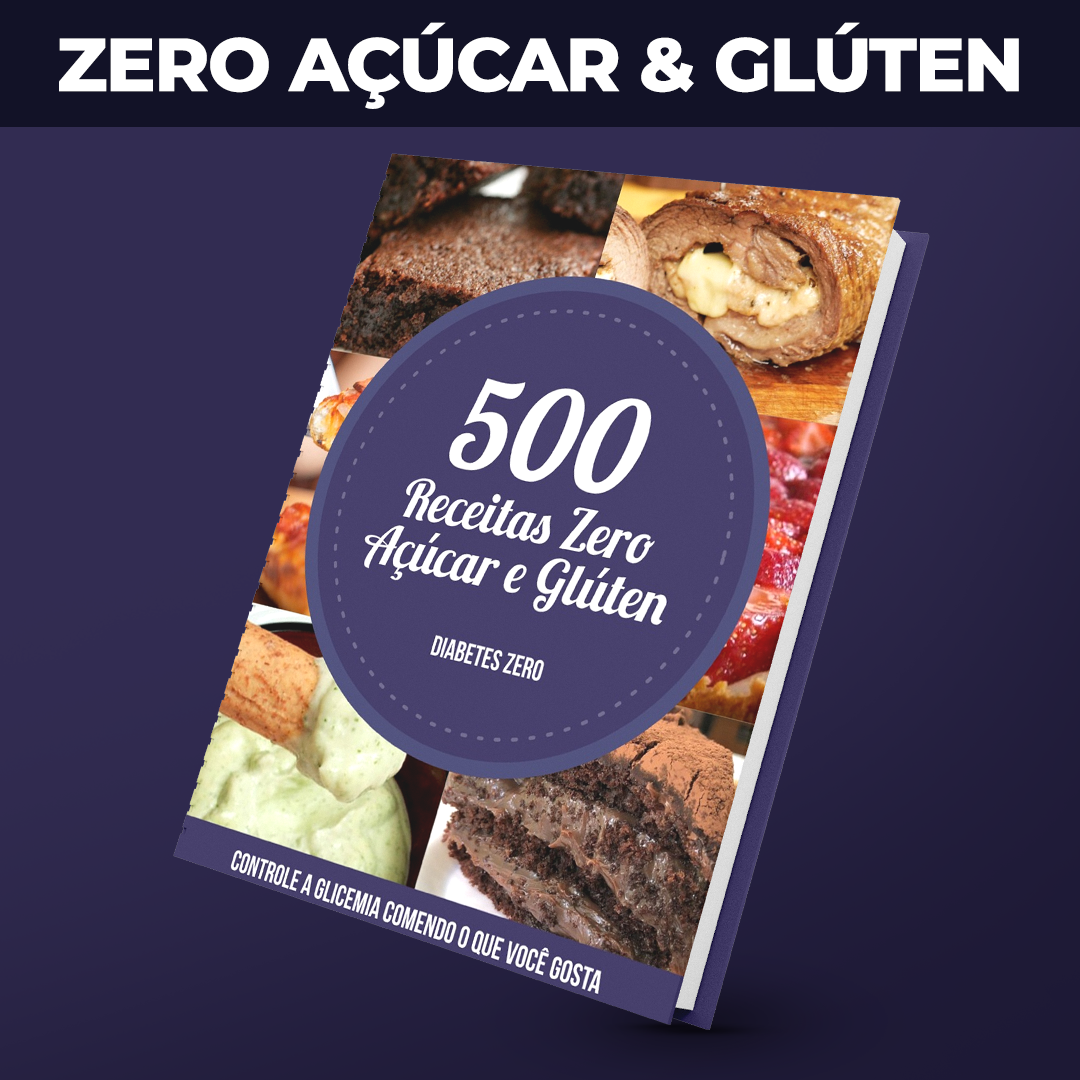 ZERO AÇÚCAR & GLÚTEN
500
Receitas Zero
Açúcar e Glúten
DIABETES ZERO
CONTROLE A GLICEMIA COMENDO O QUE VOCÊ GOSTA